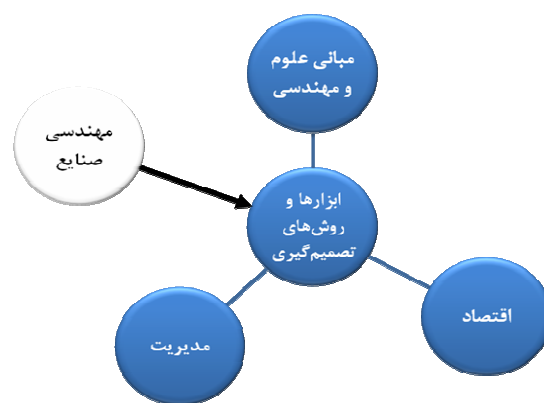 مبانی علوم
و مهندسی
مهندسی
صنایع
ابزارها و
روش‌های
تصمیم‌گیری
اقتصاد
مدیریت